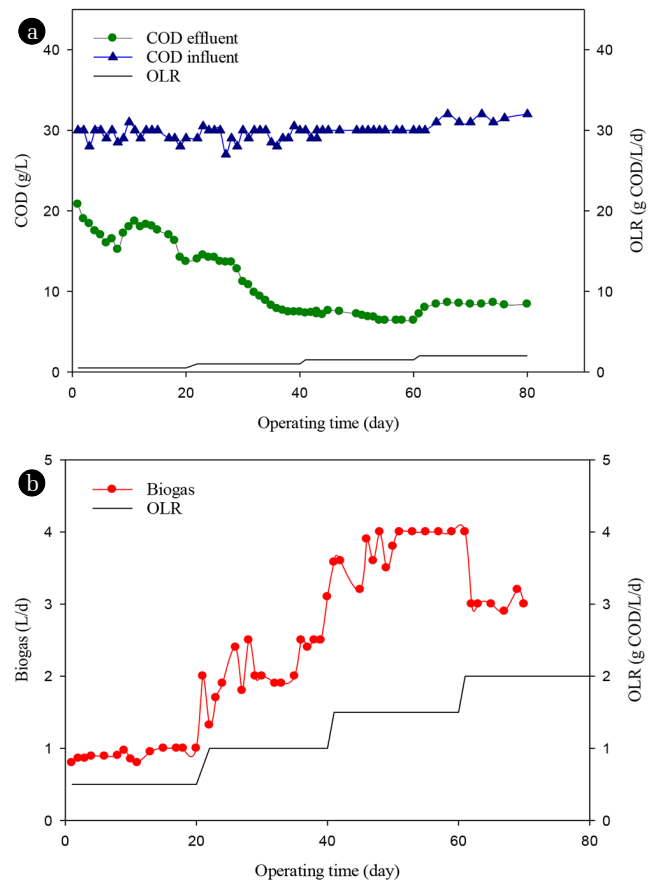 a
COD effluent
COD influent
OLR
40
30
20
10
0
40
30
20
10
0
COD (g/L)
OLR (g COD/L/d)
0 20 40 60 80
Operating time (day)
b
Biogas
OLR
5
4
3
2
1
0
5
4
3
2
1
0
Biogas (L/d)
OLR (g COD/L/d)
0 20 40 60 80
Operating time (day)